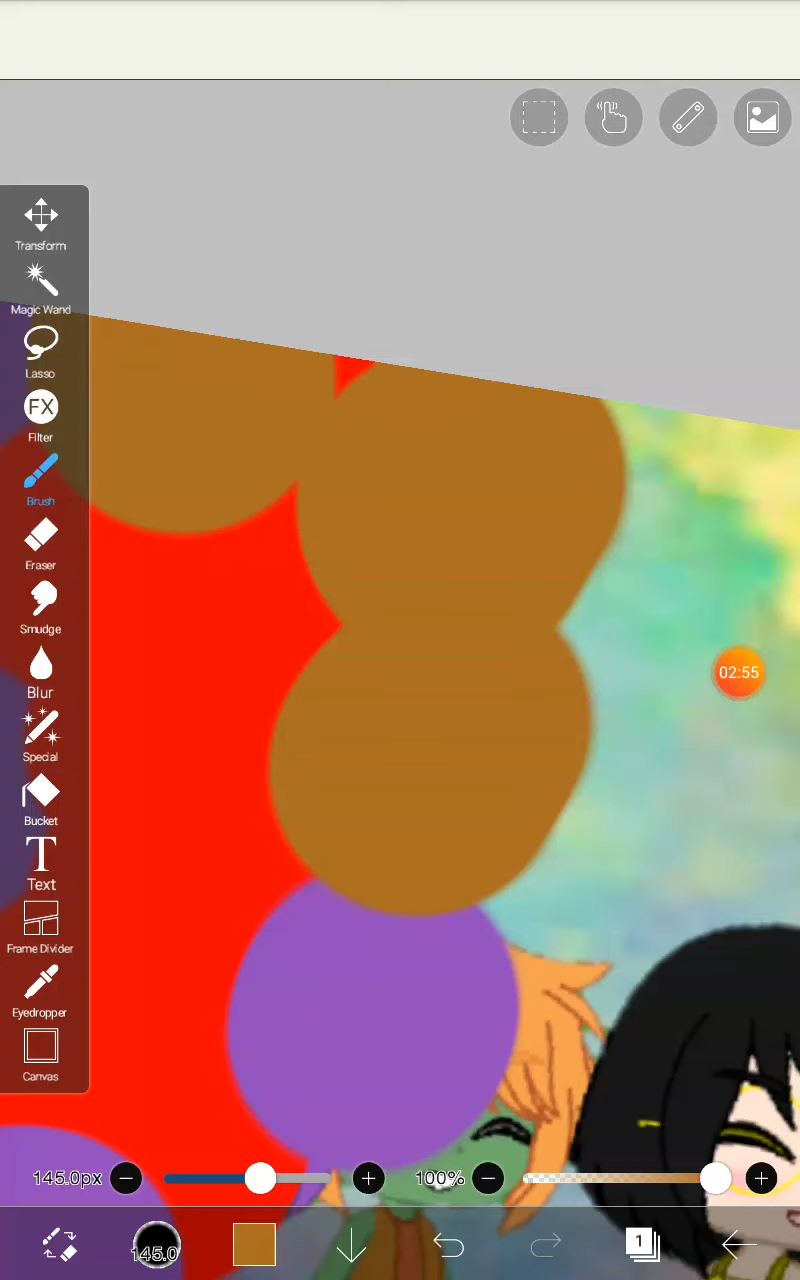 Transform
Magic Wand
Lasso
FX
Filter
Brush
Eraser
Smudge
02:55
Blur
Special
Bucket
T
Text
Frame Divider
Eyedropper
Canvas
145.0px
100%
145.0
1